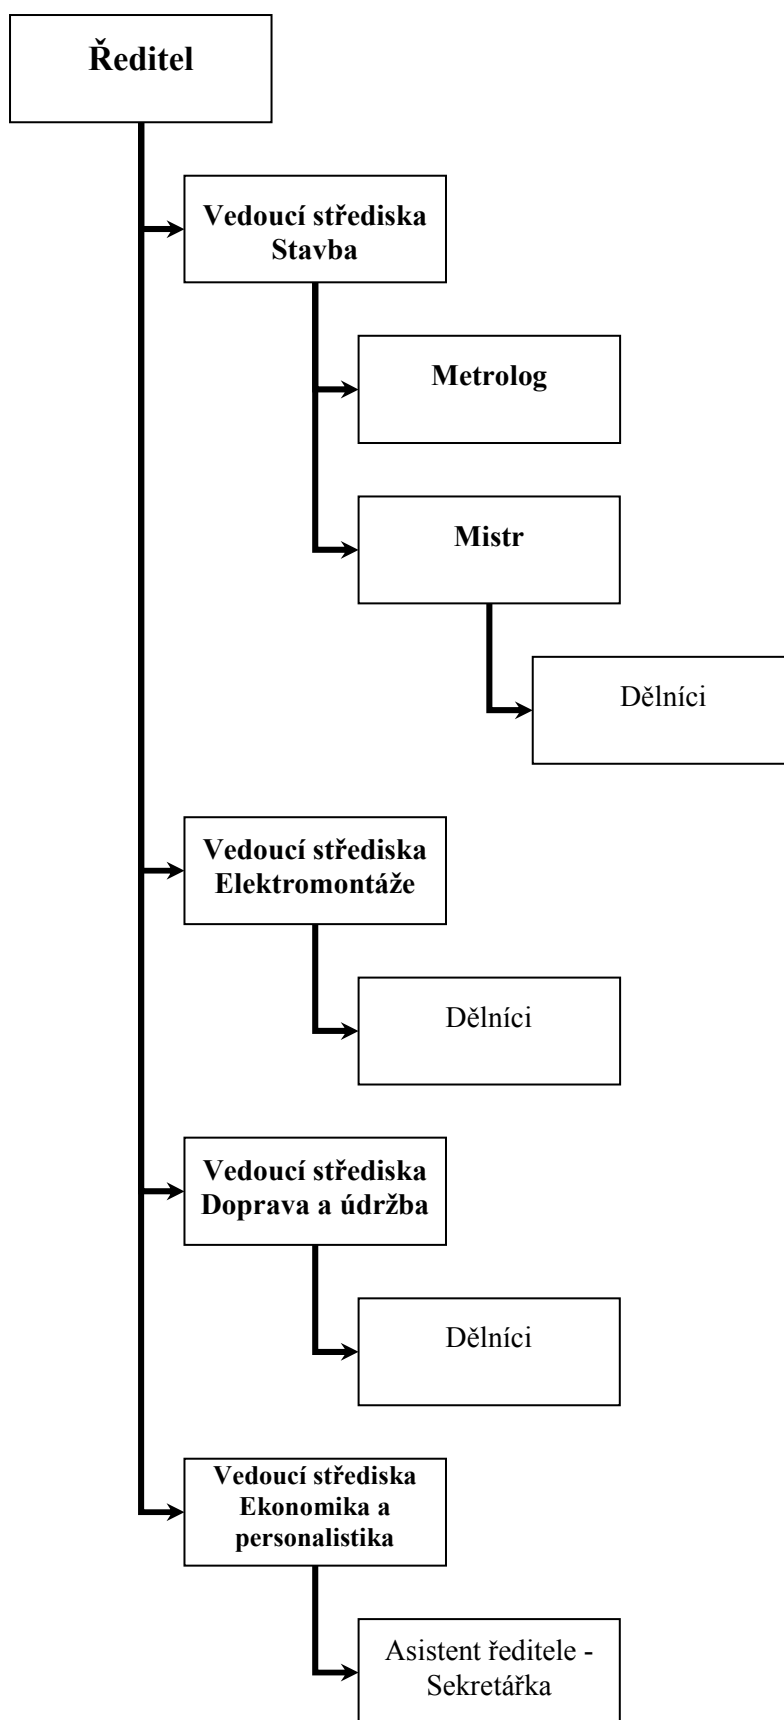 Ředitel
Vedoucí střediska
Stavba
Metrolog
Mistr
Dělníci
Vedoucí střediska
Elektromontáže
Dělníci
Vedoucí střediska
Doprava a údržba
Dělníci
Vedoucí střediska
Ekonomika a
personalistika
Asistent ředitele -
Sekretářka